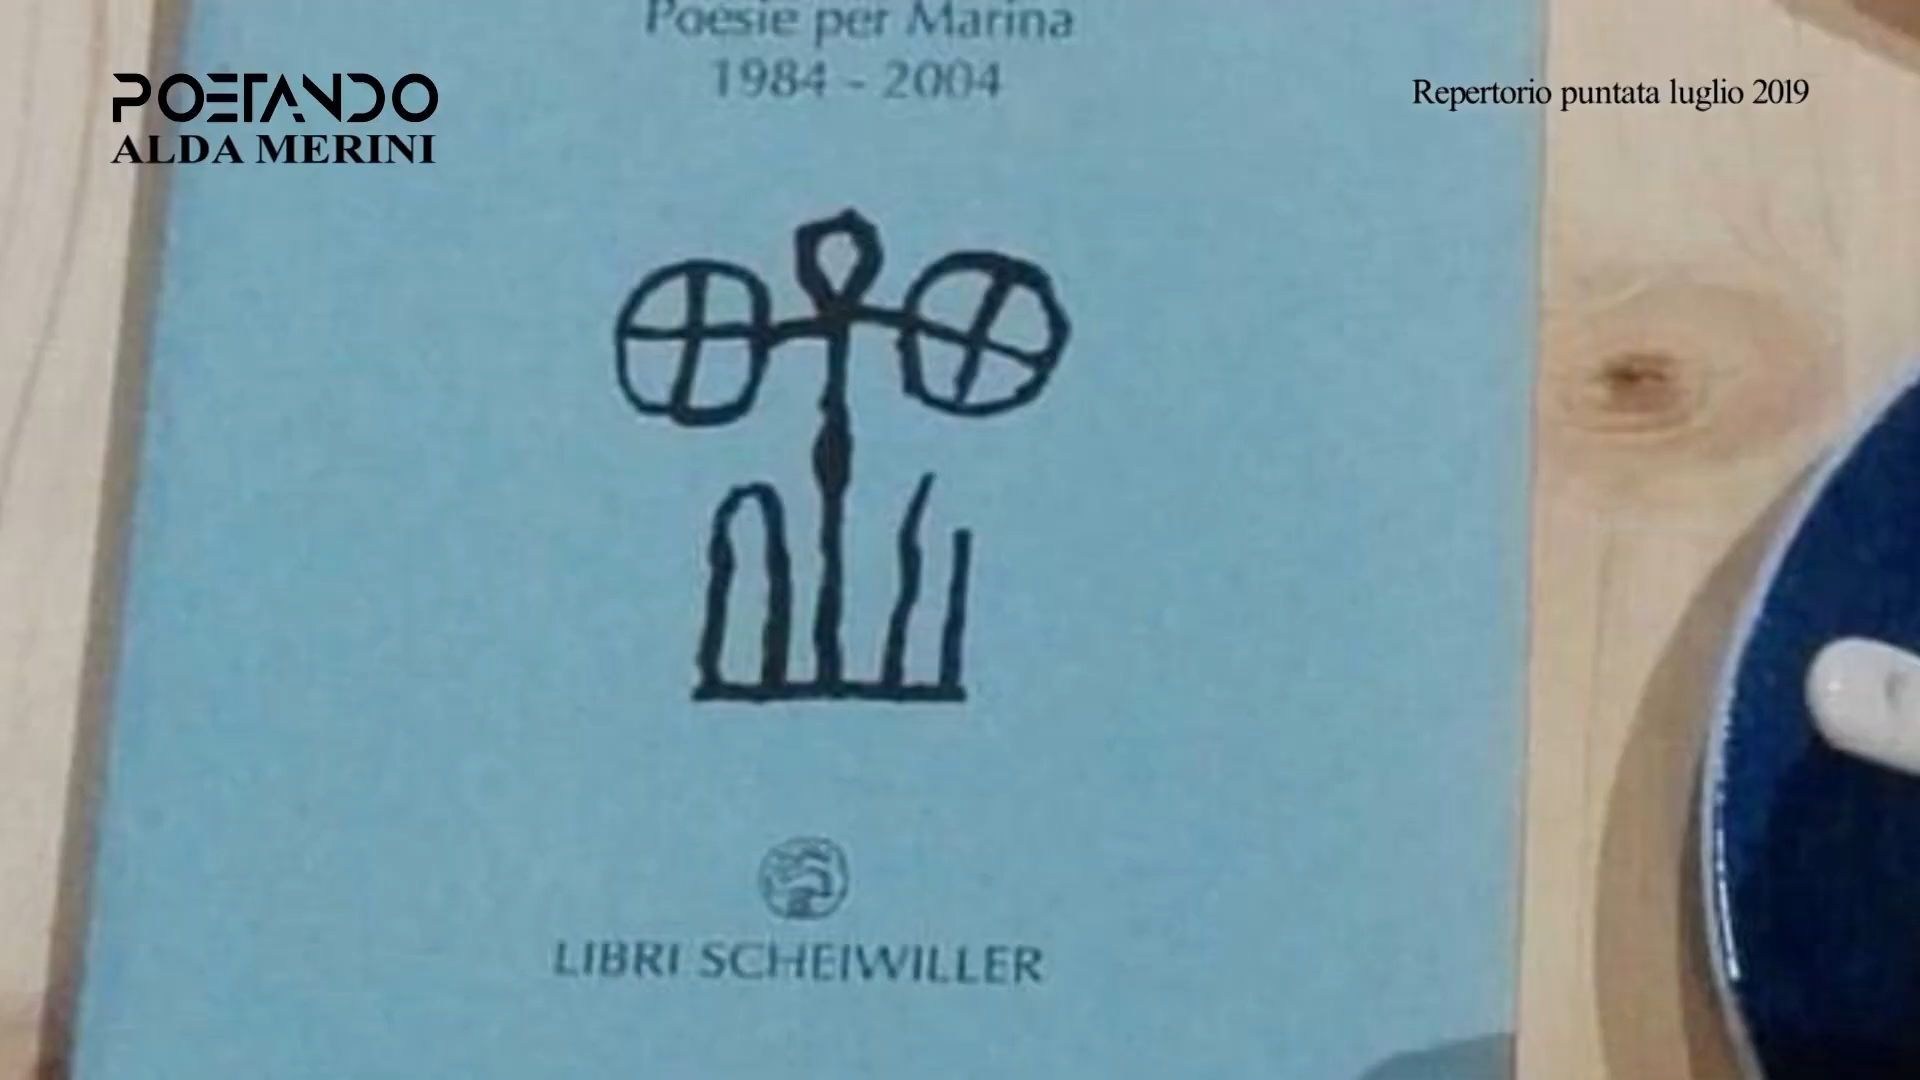 Poesie per Marina
1984 - 2004
POETANDO
ALDA MERINI
Repertorio puntata luglio 2019
LIBRI SCHEIWILLER